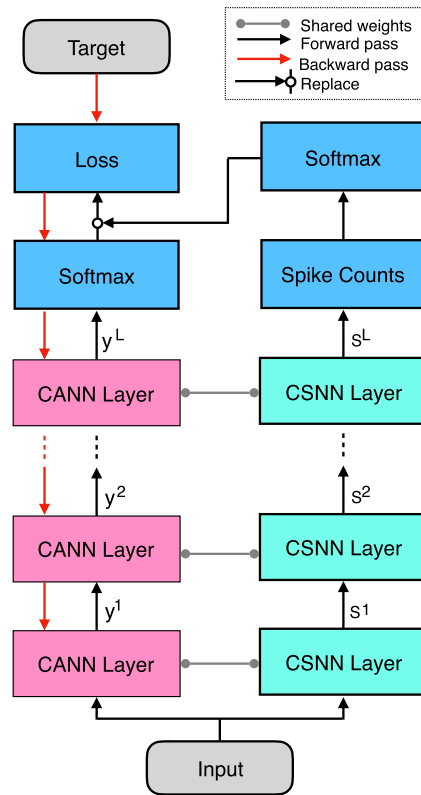 Target
Shared weights
Forward pass
Backward pass
Replace
Loss
Softmax
Softmax
Spike Counts
y^L
S^L
CANN Layer
CSNN Layer
y^2
S^2
CANN Layer
CSNN Layer
y^1
S^1
CANN Layer
CSNN Layer
Input